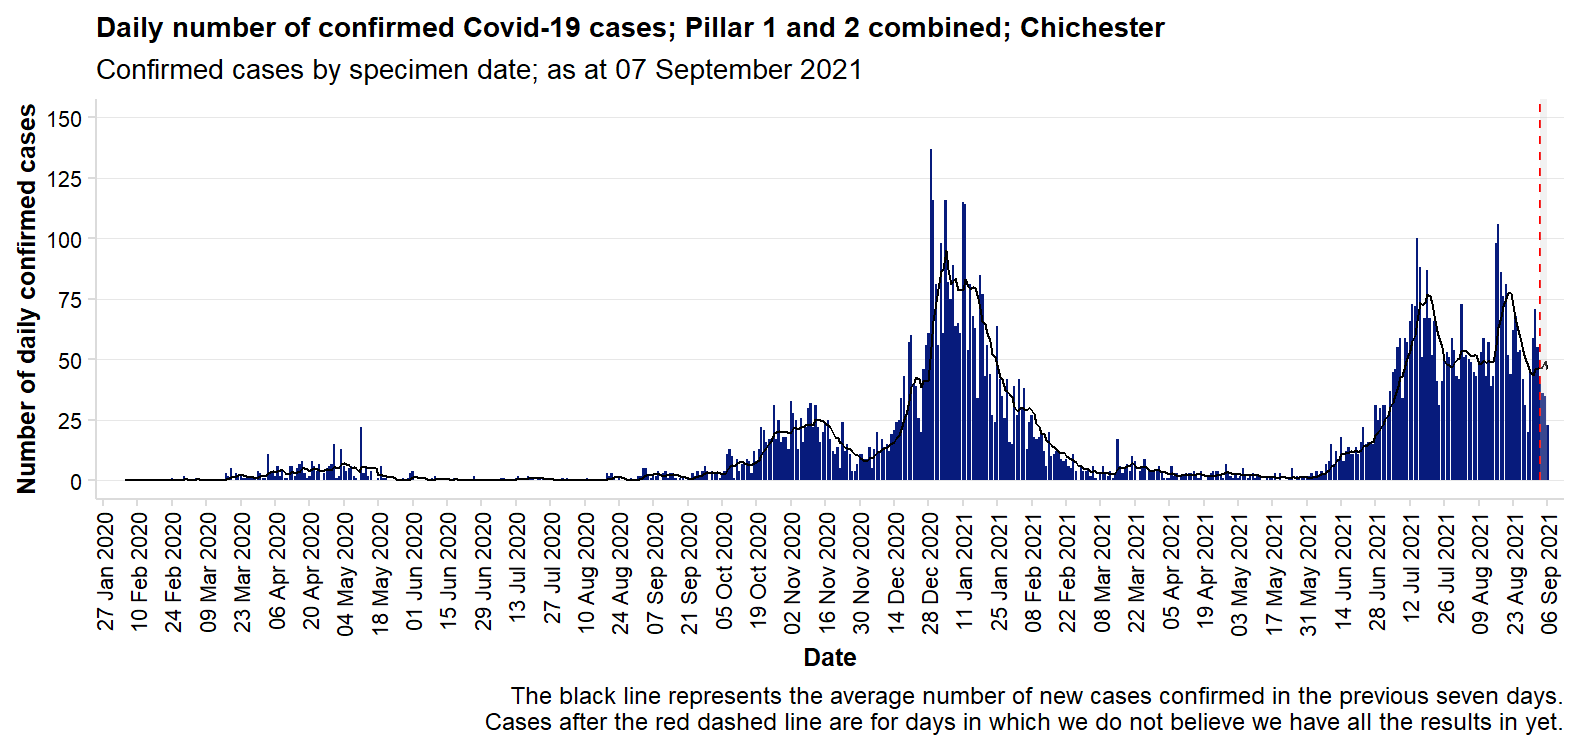 Daily number of confirmed Covid-19 cases; Pillar 1 and 2 combined; Chichester
Confirmed cases by specimen date; as at 07 September 2021
Number of daily confirmed cases
150
125
100
75
50
25
0
27 Jan 2020
10 Feb 2020
24 Feb 2020
09 Mar 2020
23 Mar 2020
06 Apr 2020
20 Apr 2020
04 May 2020
18 May 2020
01 Jun 2020
15 Jun 2020
29 Jun 2020
13 Jul 2020
27 Jul 2020
10 Aug 2020
24 Aug 2020
07 Sep 2020
21 Sep 2020
05 Oct 2020
19 Oct 2020
02 Nov 2020
16 Nov 2020
30 Nov 2020
14 Dec 2020
28 Dec 2020
11 Jan 2021
25 Jan 2021
08 Feb 2021
22 Feb 2021
08 Mar 2021
22 Mar 2021
05 Apr 2021
19 Apr 2021
03 May 2021
17 May 2021
31 May 2021
14 Jun 2021
28 Jun 2021
12 Jul 2021
26 Jul 2021
09 Aug 2021
23 Aug 2021
06 Sep 2021
Date
The black line represents the average number of new cases confirmed in the previous seven days.
Cases after the red dashed line are for days in which we do not believe we have all the results in yet.